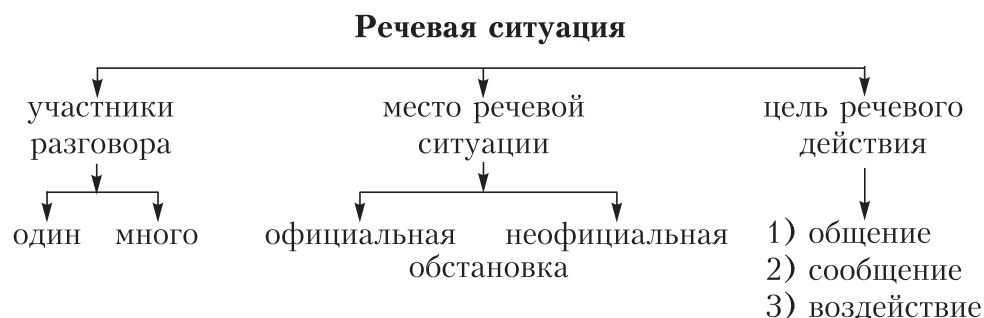 Речевая ситуация
участники
разговора
место речевой
ситуации
цель речевого
действия
один
много
официальная
неофициальная
обстановка
1) общение
2) сообщение
3) воздействие